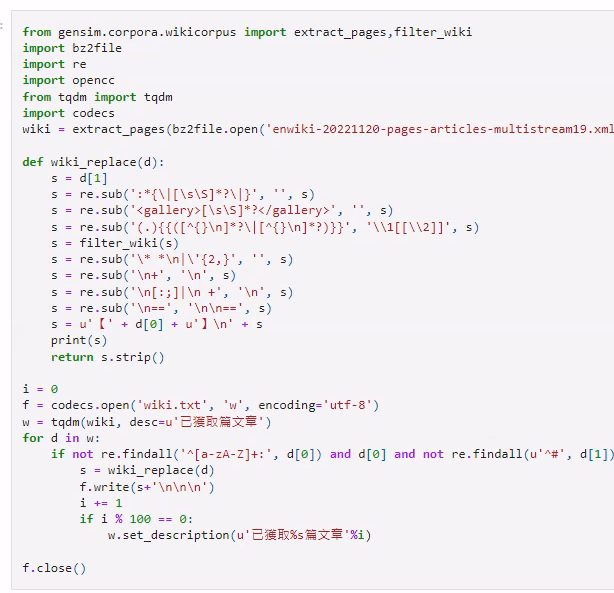 from gensim.corpora.wikicorpus import extract_pages,filter_wiki
import bz2file
import re
import opencc
from tqdm import tqdm
import codecs
wiki = extract_pages(bz2file.open('enwiki-20221120-pages-articles-multistream19.xml
def wiki_replace(d):
    s = d[1]
    s = re.sub(':*{\|[\s\S]*?\|}', '', s)
    s = re.sub('<gallery>[\s\S]*?</gallery>', '', s)
    s = re.sub('(.){{([^{}\n]*?\|[^{}\n]*?)}}', '\\1[[\\2]]', s)
    s = filter_wiki(s)
    s = re.sub('\* *\n|\'{2,}', '', s)
    s = re.sub('\n+', '\n', s)
    s = re.sub('\n[:;]|\n +', '\n', s)
    s = re.sub('\n==', '\n\n==', s)
    s = u'【' + d[0] + u'】\n' + s
    print(s)
    return s.strip()
i = 0
f = codecs.open('wiki.txt', 'w', encoding='utf-8')
w = tqdm(wiki, desc=u'已獲取篇文章')
for d in w:
    if not re.findall('^[a-zA-Z]+:', d[0]) and d[0] and not re.findall(u'^#', d[1])
        s = wiki_replace(d)
        f.write(s+'\n\n\n')
        i += 1
        if i % 100 == 0:
            w.set_description(u'已獲取%s篇文章'%i)
f.close()